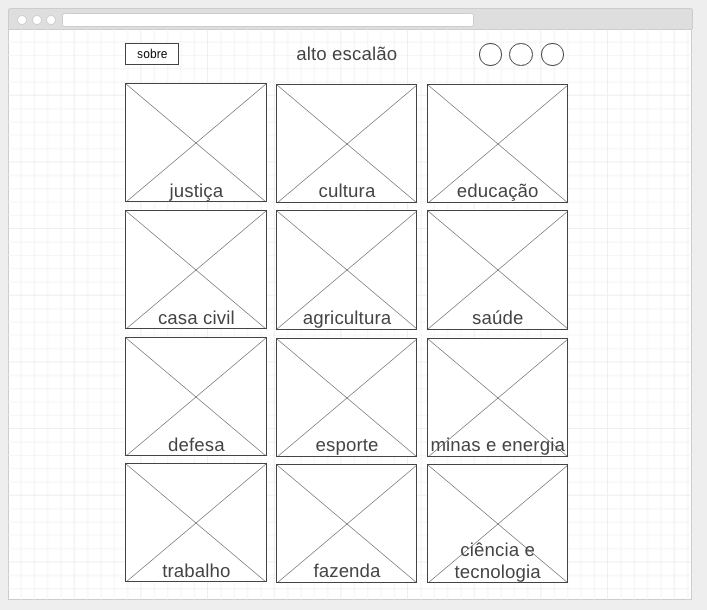 sobre
alto escalão
justiça
cultura
educação
casa civil
agricultura
saúde
defesa
esporte
minas e energia
trabalho
fazenda
ciência e
tecnologia